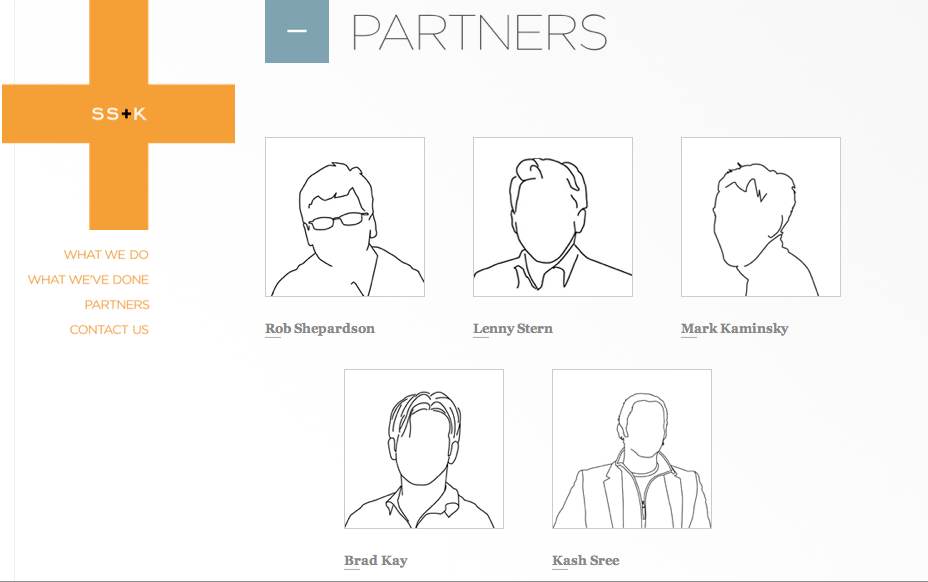 PARTNERS
SS+K
WHAT WE DO
WHAT WE'VE DONE
PARTNERS
CONTACT US
Rob Shepardson
Lenny Stern
Mark Kaminsky
Brad Kay
Kash Sree